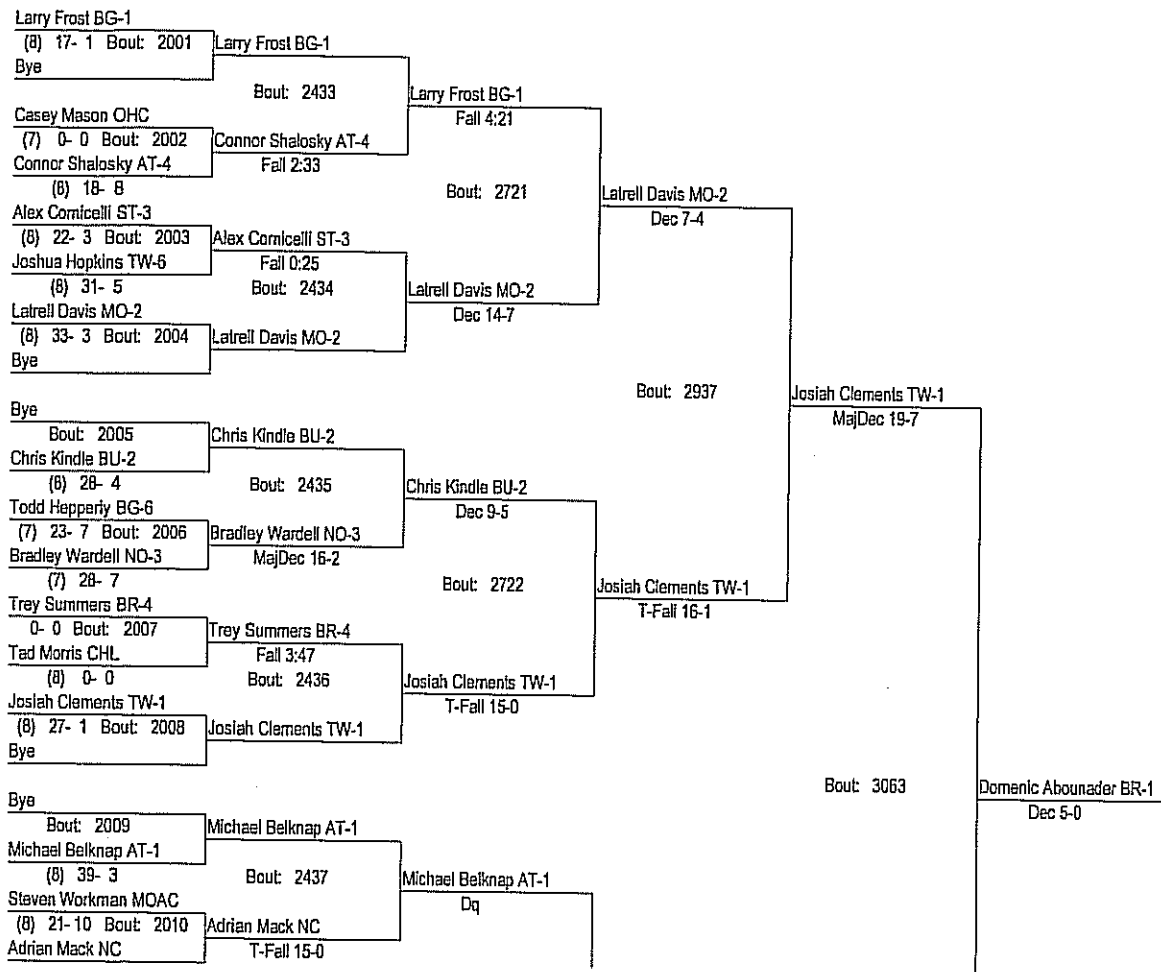 Larry Frost BG-1
(8) 17- 1 Bout: 2001
Bye
Larry Frost BG-1
Bout: 2433
Casey Mason OHC
(7) 0- 0 Bout: 2002
Connor Shalosky AT-4
(6) 18- 8
Connor Shalosky AT-4
Fall 2:33
Larry Frost BG-1
Fall 4:21
Bout: 2721
Alex Cornicelli ST-3
(8) 22- 3 Bout: 2003
Joshua Hopkins TW-6
(8) 31- 5
Alex Cornicelli ST-3
Fall 0:25
Bout: 2434
Latrell Davis MO-2
(8) 33- 3 Bout: 2004
Bye
Latrell Davis MO-2
Latrell Davis MO-2
Dec 14-7
Latrell Davis MO-2
Dec 7-4
Bout: 2937
Bye
Bout: 2005
Chris Kindle BU-2
(6) 28- 4
Chris Kindle BU-2
Bout: 2435
Todd Hepperly BG-6
(7) 23- 7 Bout: 2006
Bradley Wardell NO-3
(7) 28- 7
Bradley Wardell NO-3
MajDec 16-2
Chris Kindle BU-2
Dec 9-5
Bout: 2722
Trey Summers BR-4
0- 0 Bout: 2007
Tad Morris CHL
(8) 0- 0
Trey Summers BR-4
Fall 3:47
Bout: 2436
Josiah Clements TW-1
(8) 27- 1 Bout: 2008
Bye
Josiah Clements TW-1
Josiah Clements TW-1
T-Fall 15-0
Josiah Clements TW-1
T-Fall 16-1
Josiah Clements TW-1
MajDec 19-7
Bout: 3063
Domenic Abounader BR-1
Dec 5-0
Bye
Bout: 2009
Michael Belknap AT-1
(8) 39- 3
Michael Belknap AT-1
Bout: 2437
Steven Workman MOAC
(8) 21- 10 Bout: 2010
Adrian Mack NC
Adrian Mack NC
T-Fall 15-0
Michael Belknap AT-1
Dq